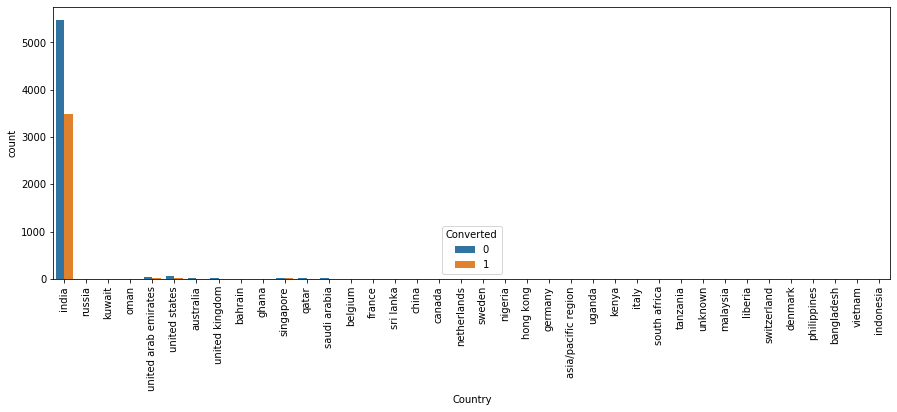 5000
4000
3000
2000
1000
0
count
Converted
0
1
india
russia
kuwait
oman
united arab emirates
united states
australia
united kingdom
bahrain
ghana
singapore
qatar
saudi arabia
belgium
france
sri lanka
china
canada
netherlands
sweden
nigeria
hong kong
germany
asia/pacific region
uganda
kenya
italy
south africa
tanzania
unknown
malaysia
liberia
switzerland
denmark
philippines
bangladesh
vietnam
indonesia
Country